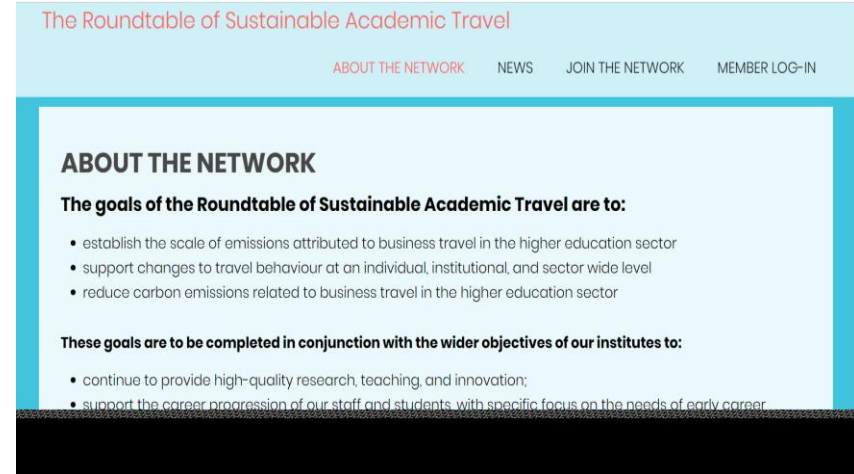 The Roundtable of Sustainable Academic Travel
ABOUT THE NETWORK NEWS JOIN THE NETWORK MEMBER LOG-IN
ABOUT THE NETWORK
The goals of the Roundtable of Sustainable Academic Travel are to:
• establish the scale of emissions attributed to business travel in the higher education sector
• support changes to travel behaviour at an individual, institutional, and sector wide level
• reduce carbon emissions related to business travel in the higher education sector
These goals are to be completed in conjunction with the wider objectives of our institutes to:
• continue to provide high-quality research, teaching, and innovation;
• support the career progression of our staff and students, with specific focus on the needs of early career